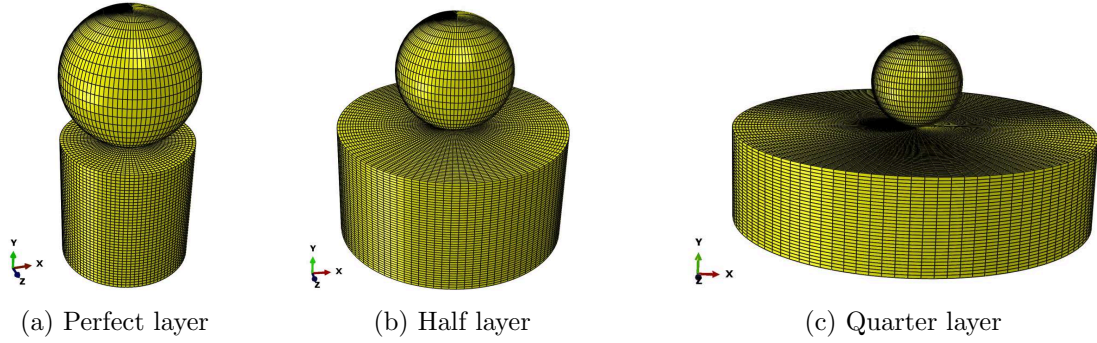 Y
X
Z
Y
X
Z
Y
X
Z
(a) Perfect layer
(b) Half layer
(c) Quarter layer